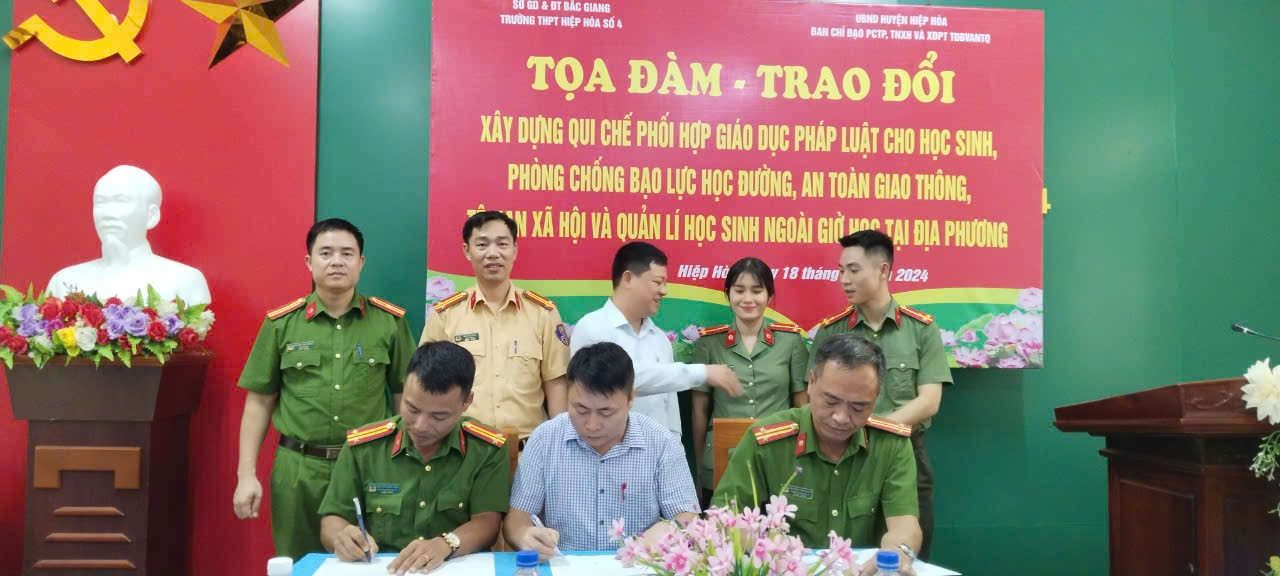 SỞ GD & ĐT BẮC GIANG
TRƯỜNG THPT HIỆP HÒA SỐ 4
UBND HUYỆN HIỆP HÒA
BAN CHỈ ĐẠO PCTP, TNXH VÀ XDPT TDBVANTQ
TỌA ĐÀM - TRAO ĐỔI
XÂY DỰNG QUI CHẾ PHỐI HỢP GIÁO DỤC PHÁP LUẬT CHO HỌC SINH,
PHÒNG CHỐNG BẠO LỰC HỌC ĐƯỜNG, AN TOÀN GIAO THÔNG,
XÃ HỘI VÀ QUẢN LÍ HỌC SINH NGOÀI GIỜ HỌC TẠI ĐỊA PHƯƠNG
Hiệp 18 tháng 2024